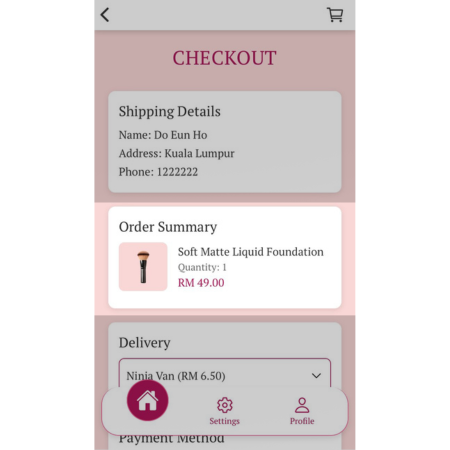 CHECKOUT
Shipping Details
Name: Do Eun Ho
Address: Kuala Lumpur
Phone: 1222222
Order Summary
Soft Matte Liquid Foundation
Quantity: 1
RM 49.00
Delivery
Ninja Van (RM 6.50)
Settings
Profile
Payment Method